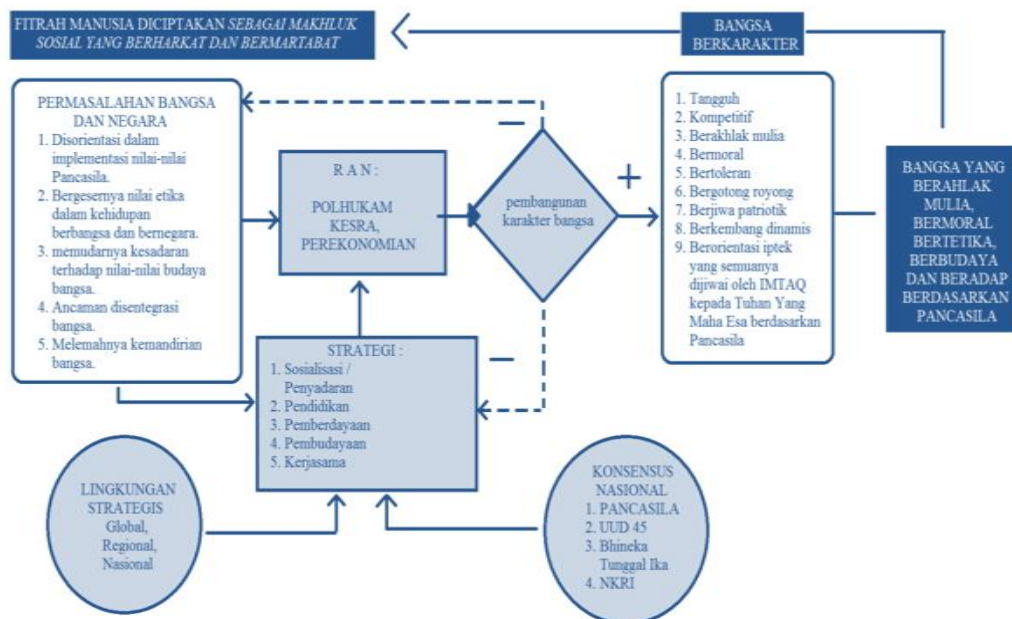 FITRAH MANUSIA DICIPTAKAN SEBAGAI MAKHLUK
SOSIAL YANG BERHARKAT DAN BERMARTABAT
BANGSA
BERKARAKTER
PERMASALAHAN BANGSA
DAN NEGARA
1. Disorientasi dalam
implementasi nilai-nilai
Pancasila.
2. Bergesernya nilai etika
dalam kehidupan
berbangsa dan bernegara.
3. memudarnya kesadaran
terhadap nilai-nilai budaya
bangsa.
4. Ancaman disentegrasi
bangsa.
5. Melemahnya kemandirian
bangsa.
R A N :
POLHUKAM
KESRA,
PEREKONOMIAN
pembangunan
karakter bangsa
−
+
−
1. Tangguh
2. Kompetitif
3. Berakhlak mulia
4. Bermoral
5. Bertoleran
6. Bergotong royong
7. Berjiwa patriotik
8. Berkembang dinamis
9. Berorientasi iptek
yang semuanya
dijiwai oleh IMTAQ
kepada Tuhan Yang
Maha Esa berdasarkan
Pancasila
BANGSA YANG
BERAHLAK
MULIA,
BERMORAL
BERTETIKA,
BERBUDAYA
DAN BERADAP
BERDASARKAN
PANCASILA
STRATEGI :
1. Sosialisasi /
Penyadaran
2. Pendidikan
3. Pemberdayaan
4. Pembudayaan
5. Kerjasama
LINGKUNGAN
STRATEGIS
Global,
Regional,
Nasional
KONSENSUS
NASIONAL
1. PANCASILA
2. UUD 45
3. Bhineka
Tunggal Ika
4. NKRI